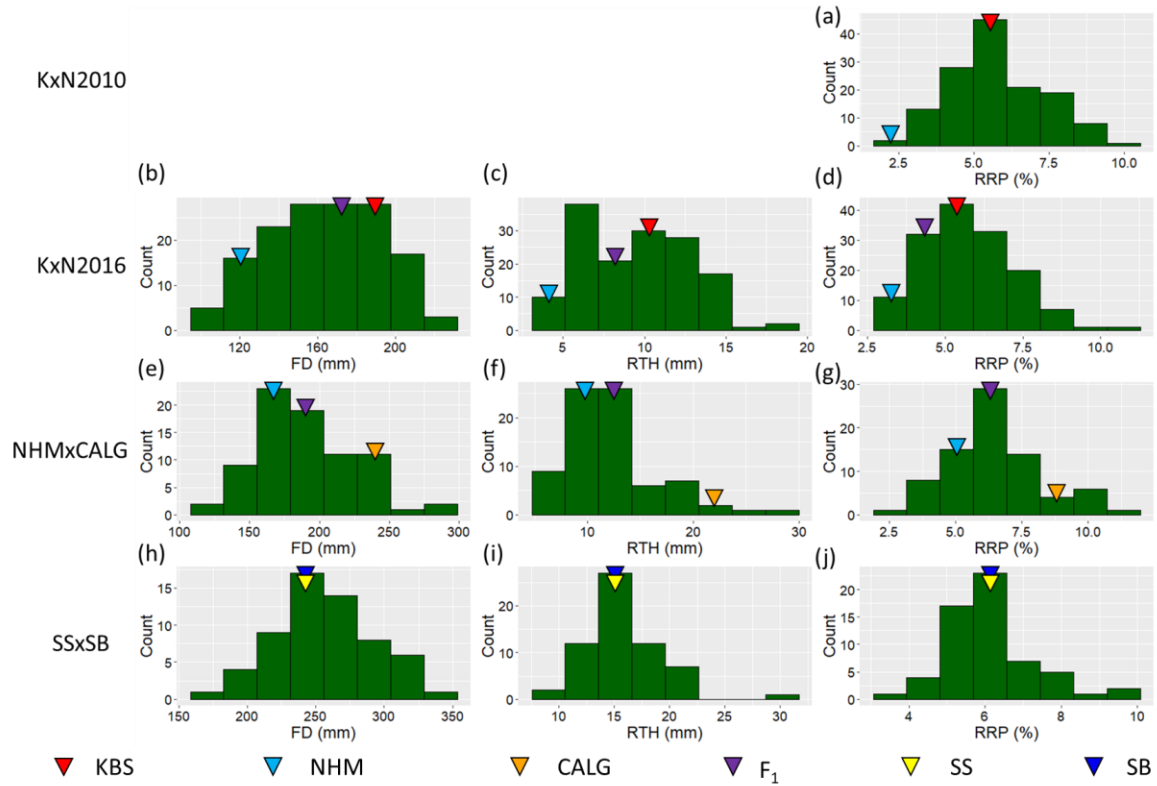 (a)
KxN2010
Count
0 10 20 30 40
2.5 5.0 7.5 10.0
RRP (%)
(b) (c) (d)
KxN2016
Count Count Count
0 10 20
120 160 200
FD (mm)
0 10 20 30
5 10 15 20
RTH (mm)
0 10 20 30 40
2.5 5.0 7.5 10.0
RRP (%)
(e) (f) (g)
NHMxCALG
Count Count Count
0 5 10 15 20
100 150 200 250 300
FD (mm)
0 10 20
10 20 30
RTH (mm)
0 10 20 30
2.5 5.0 7.5 10.0
RRP (%)
(h) (i) (j)
SSxSB
Count Count Count
0 5 10 15
150 200 250 300 350
FD (mm)
0 10 20
10 15 20 25 30
RTH (mm)
0 5 10 15 20
4 6 8 10
RRP (%)
KBS NHM CALG F₁ SS SB